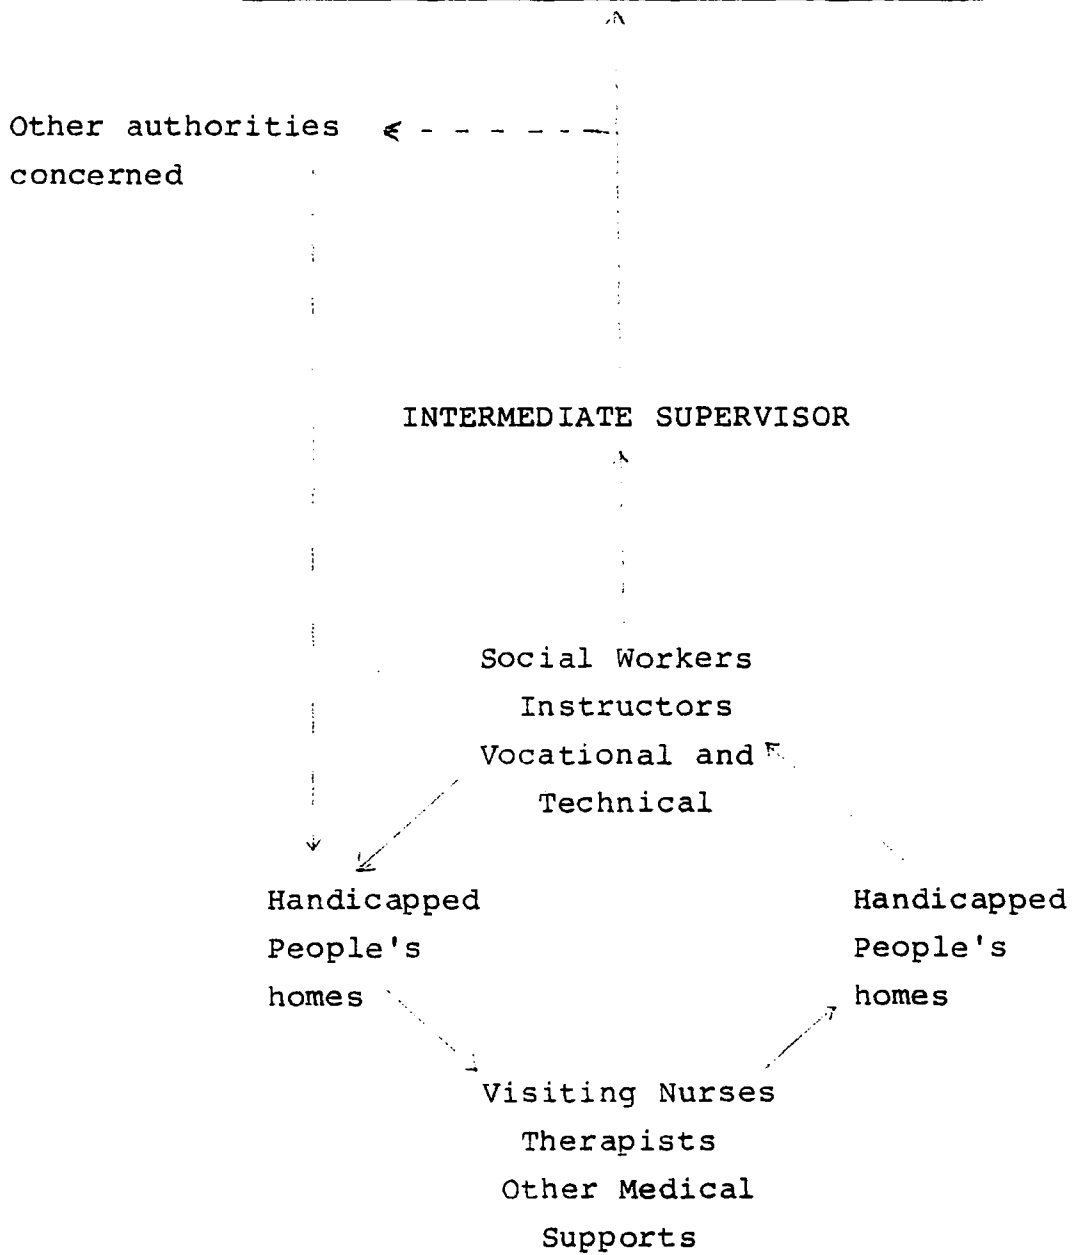 Other authorities
concerned
INTERMEDIATE SUPERVISOR
Social Workers
Instructors
Vocational and
Technical
Handicapped
People's
homes
Handicapped
People's
homes
Visiting Nurses
Therapists
Other Medical
Supports